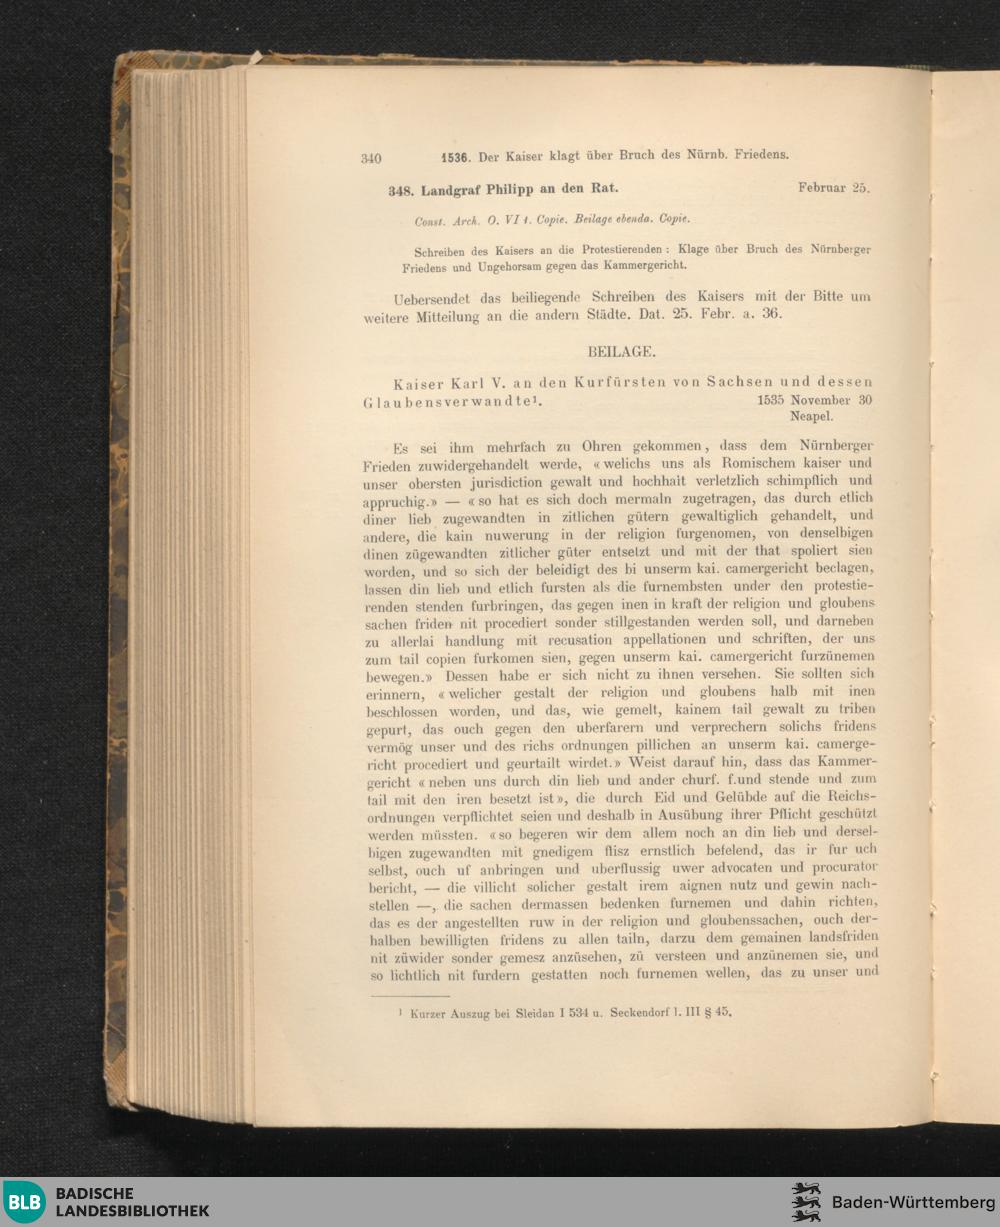 340 1536. Der Kaiser klagt über Bruch des Nürnb. Friedens.
348. Landgraf Philipp an den Rat. Februar 25.
Const. Arch. O. VI 1. Copie. Beilage ebenda. Copie.
Schreiben des Kaisers an die Protestierenden: Klage über Bruch des Nürnberger
Friedens und Ungehorsam gegen das Kammergericht.
Uebersendet das beiliegende Schreiben des Kaisers mit der Bitte um
weitere Mitteilung an die andern Städte. Dat. 25. Febr. a. 36.
BEILAGE.
Kaiser Karl V. an den Kurfürsten von Sachsen und dessen
Glaubensverwandte¹. 1535 November 30
Neapel.
Es sei ihm mehrfach zu Ohren gekommen, dass dem Nürnberger
Frieden zuwidergehandelt werde, «welichs uns als Romischem kaiser und
unser obersten jurisdiction gewalt und hochhait verletzlich schimpflich und
appruchig.» — «so hat es sich doch mermaln zugetragen, das durch etlich
diner lieb zugewandten in zitlichen gütern gewaltiglich gehandelt, und
andere, die kain nuwerung in der religion furgenomen, von denselbigen
dinen zügewandten zitlicher güter entsetzt und mit der that spoliert sien
worden, und so sich der beleidigt des bi unserm kai. camergericht beclagen,
lassen din lieb und etlich fursten als die furnembsten under den protestie-
renden stenden furbringen, das gegen inen in kraft der religion und gloubens
sachen friden nit procediert sonder stillgestanden werden soll, und darneben
zu allerlai handlung mit recusation appellationen und schriften, der uns
zum tail copien furkomen sien, gegen unserm kai. camergericht furzünemen
bewegen.» Dessen habe er sich nicht zu ihnen versehen. Sie sollten sich
erinnern, «welicher gestalt der religion und gloubens halb mit inen
beschlossen worden, und das, wie gemelt, kainem tail gewalt zu triben
gepurt, das ouch gegen den uberfarern und verprechern solichs fridens
vermög unser und des richs ordnungen pillichen an unserm kai. camerge-
richt procediert und geurtailt wirdet.» Weist darauf hin, dass das Kammer-
gericht «neben uns durch din lieb und ander churf. f.und stende und zum
tail mit den iren besetzt ist», die durch Eid und Gelübde auf die Reichs-
ordnungen verpflichtet seien und deshalb in Ausübung ihrer Pflicht geschützt
werden müssten. «so begeren wir dem allem noch an din lieb und dersel-
bigen zugewandten mit gnedigem flisz ernstlich befelend, das ir fur uch
selbst, ouch uf anbringen und uberflussig uwer advocaten und procurator
bericht, — die villicht solicher gestalt irem aignen nutz und gewin nach-
stellen —, die sachen dermassen bedenken furnemen und dahin richten,
das es der angestellten ruw in der religion und gloubenssachen, ouch der-
halben bewilligten fridens zu allen tailn, darzu dem gemainen landsfriden
nit züwider sonder gemesz anzüsehen, zü versteen und anzünemen sie, und
so lichtlich nit furdern gestatten noch furnemen wellen, das zu unser und
¹ Kurzer Auszug bei Sleidan I 534 u. Seckendorf l. III § 45.
BLB BADISCHE
LANDESBIBLIOTHEK
Baden-Württemberg